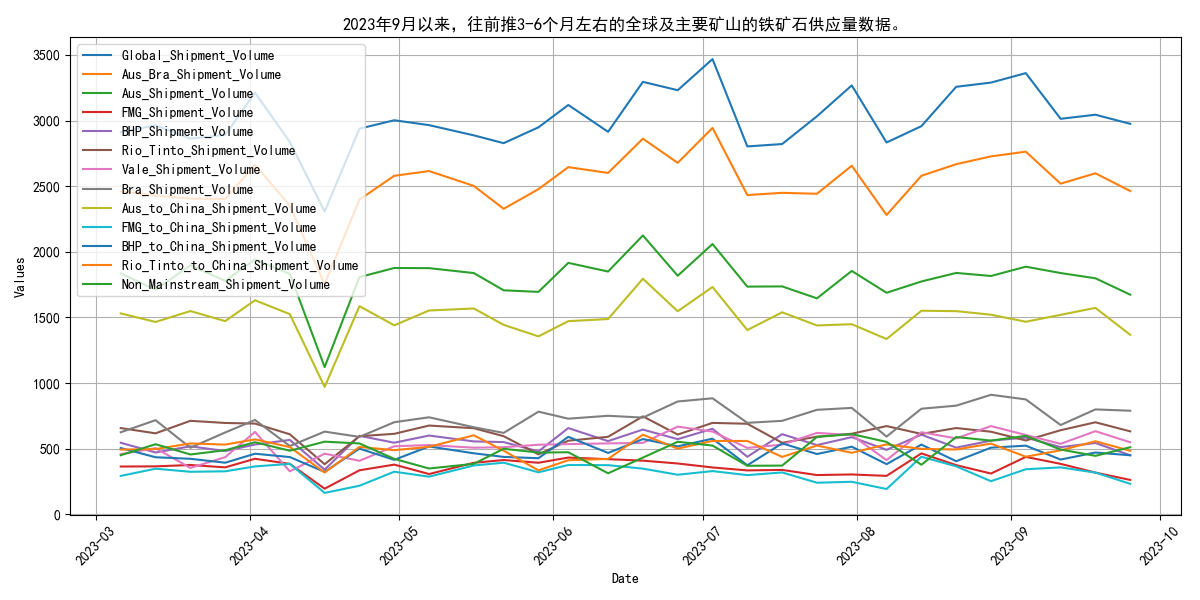 2023年9月以来，往前推3-6个月左右的全球及主要矿山的铁矿石供应量数据。
Global_Shipment_Volume
Aus_Bra_Shipment_Volume
Aus_Shipment_Volume
FMG_Shipment_Volume
BHP_Shipment_Volume
Rio_Tinto_Shipment_Volume
Vale_Shipment_Volume
Bra_Shipment_Volume
Aus_to_China_Shipment_Volume
FMG_to_China_Shipment_Volume
BHP_to_China_Shipment_Volume
Rio_Tinto_to_China_Shipment_Volume
Non_Mainstream_Shipment_Volume
Values
3500
3000
2500
2000
1500
1000
500
0
2023-03
2023-04
2023-05
2023-06
2023-07
2023-08
2023-09
2023-10
Date